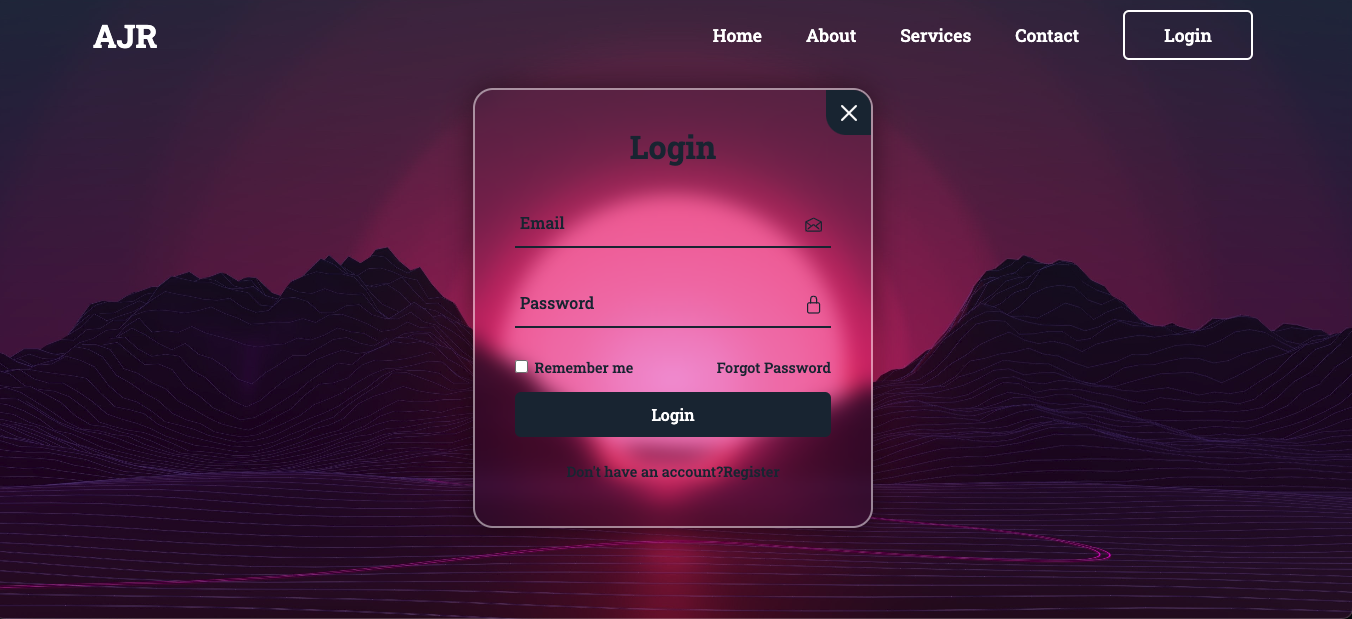 AJR
Home About Services Contact Login
Login
Email
Password
Remember me Forgot Password
Login
Don't have an account?Register